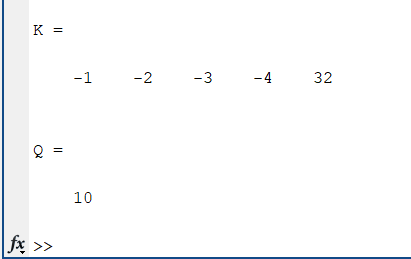 K =
-1 -2 -3 -4 32
Q =
10
fx >>